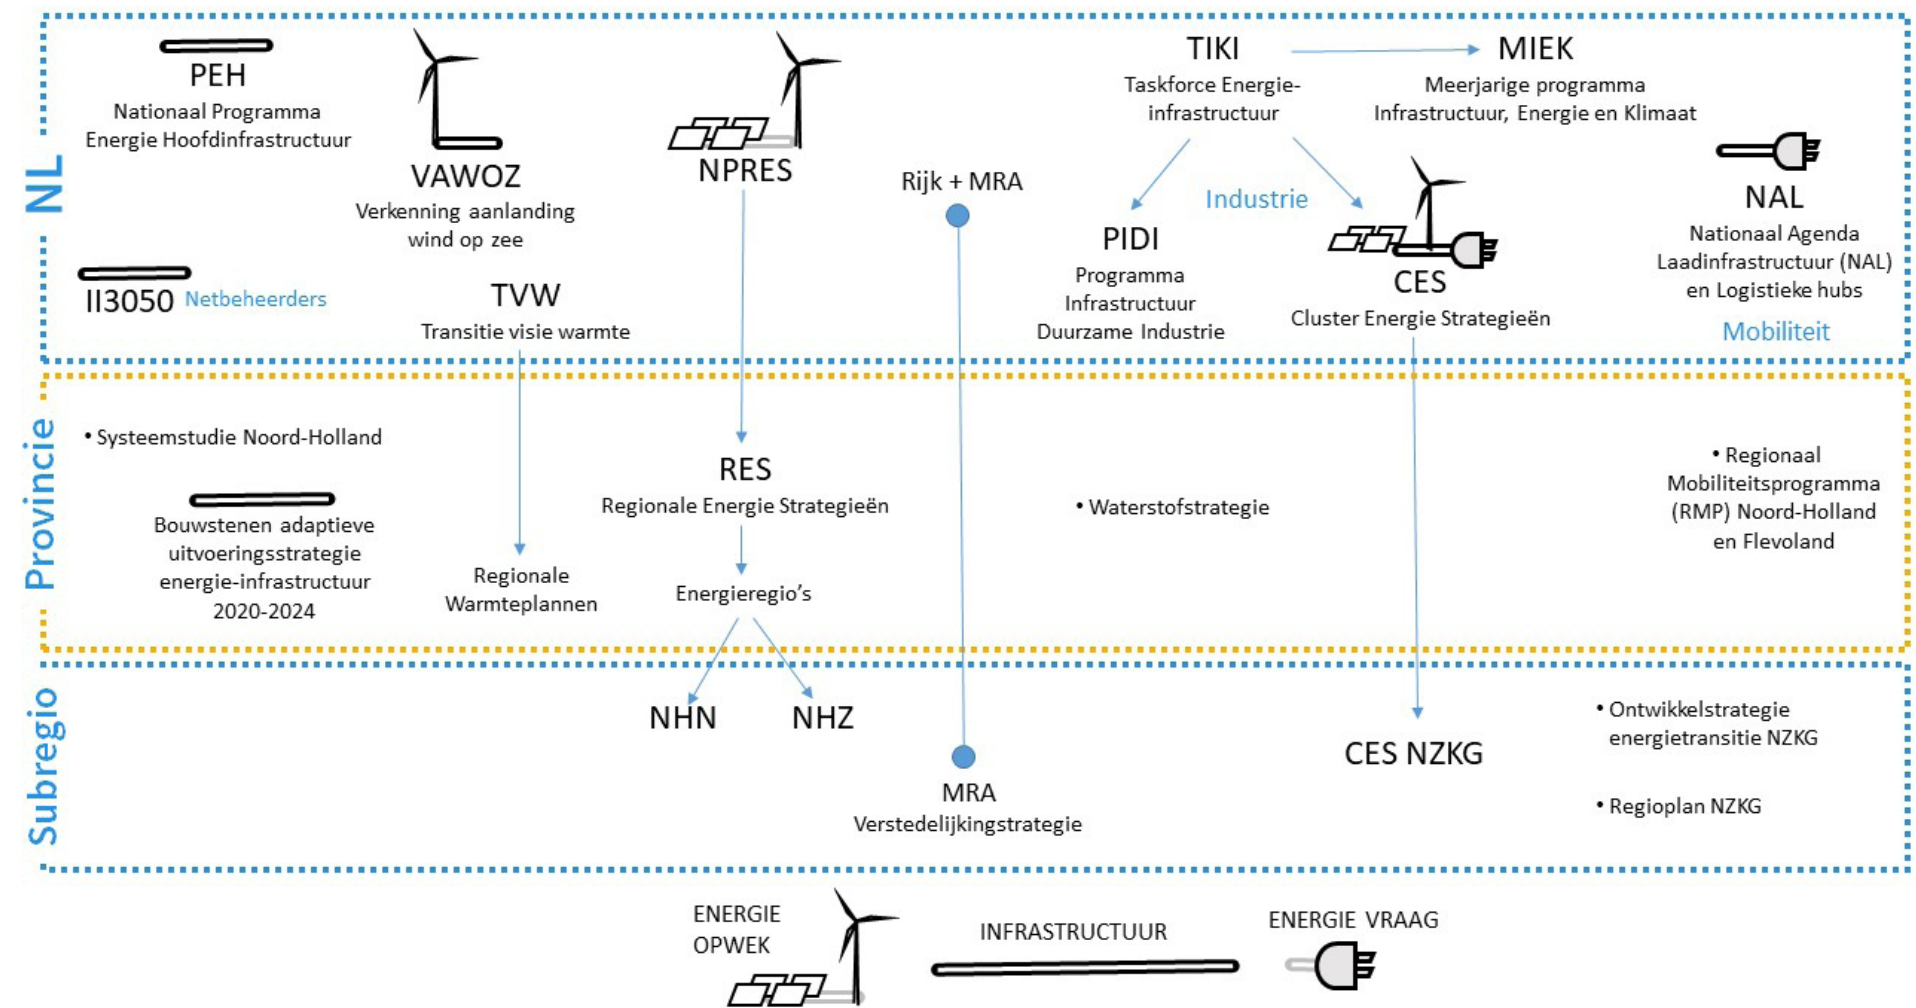 NL
PEH
Nationaal Programma
Energie Hoofdinfrastructuur
VAWOZ
Verkenning aanlanding
wind op zee
NPRES
Rijk + MRA
TIKI
Taskforce Energie-
infrastructuur
MIEK
Meerjarige programma
Infrastructuur, Energie en Klimaat
Industrie
PIDI
Programma
Infrastructuur
Duurzame Industrie
CES
Cluster Energie Strategieën
NAL
Nationaal Agenda
Laadinfrastructuur (NAL)
en Logistieke hubs
Mobiliteit
II3050 Netbeheerders
TVW
Transitie visie warmte
Provincie
• Systeemstudie Noord-Holland
Bouwstenen adaptieve
uitvoeringsstrategie
energie-infrastructuur
2020-2024
Regionale
Warmteplannen
RES
Regionale Energie Strategieën
Energieregio's
• Waterstofstrategie
• Regionaal
Mobiliteitsprogramma
(RMP) Noord-Holland
en Flevoland
Subregio
NHN
NHZ
MRA
Verstedelijkingstrategie
CES NZKG
• Ontwikkelstrategie
energietransitie NZKG
• Regioplan NZKG
ENERGIE
OPWEK
INFRASTRUCTUUR
ENERGIE VRAAG